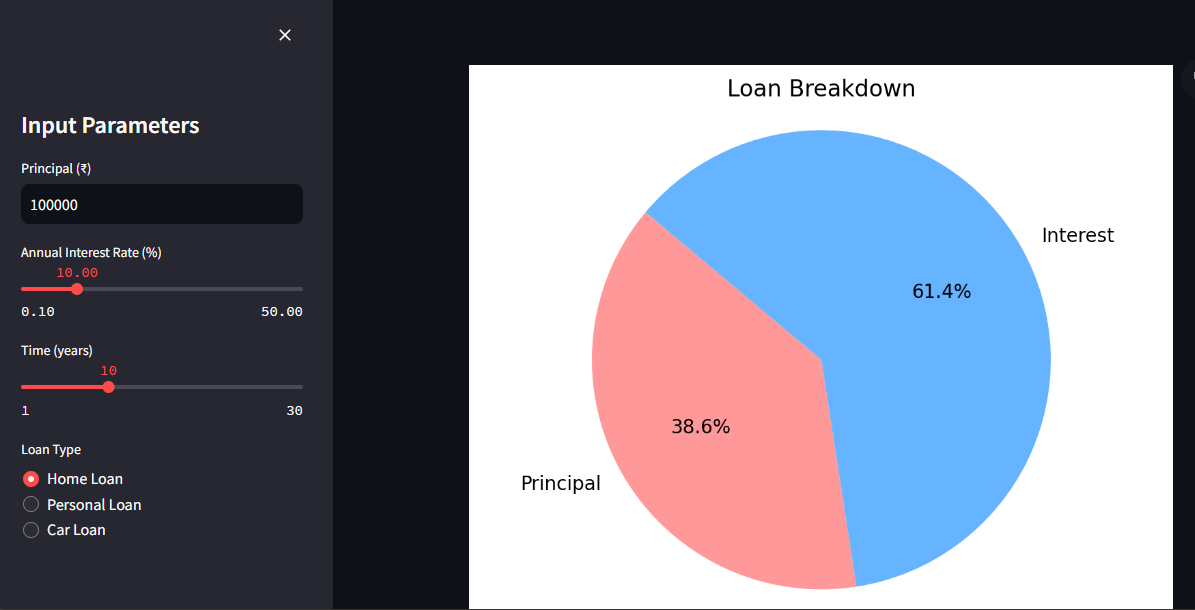 Input Parameters
Principal (₹)
100000
Annual Interest Rate (%)
10.00
0.10 50.00
Time (years)
10
1 30
Loan Type
Home Loan
Personal Loan
Car Loan
Loan Breakdown
Interest
61.4%
38.6%
Principal